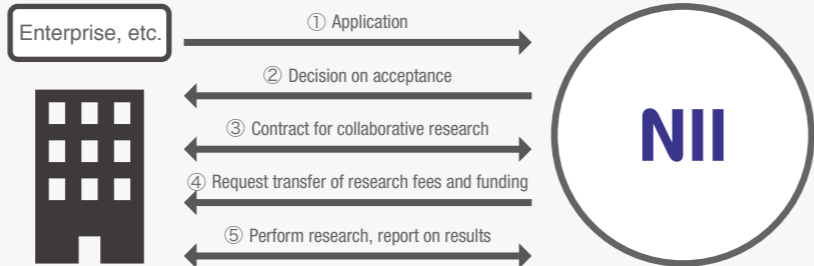 Enterprise, etc.
① Application
② Decision on acceptance
③ Contract for collaborative research
④ Request transfer of research fees and funding
⑤ Perform research, report on results
NII